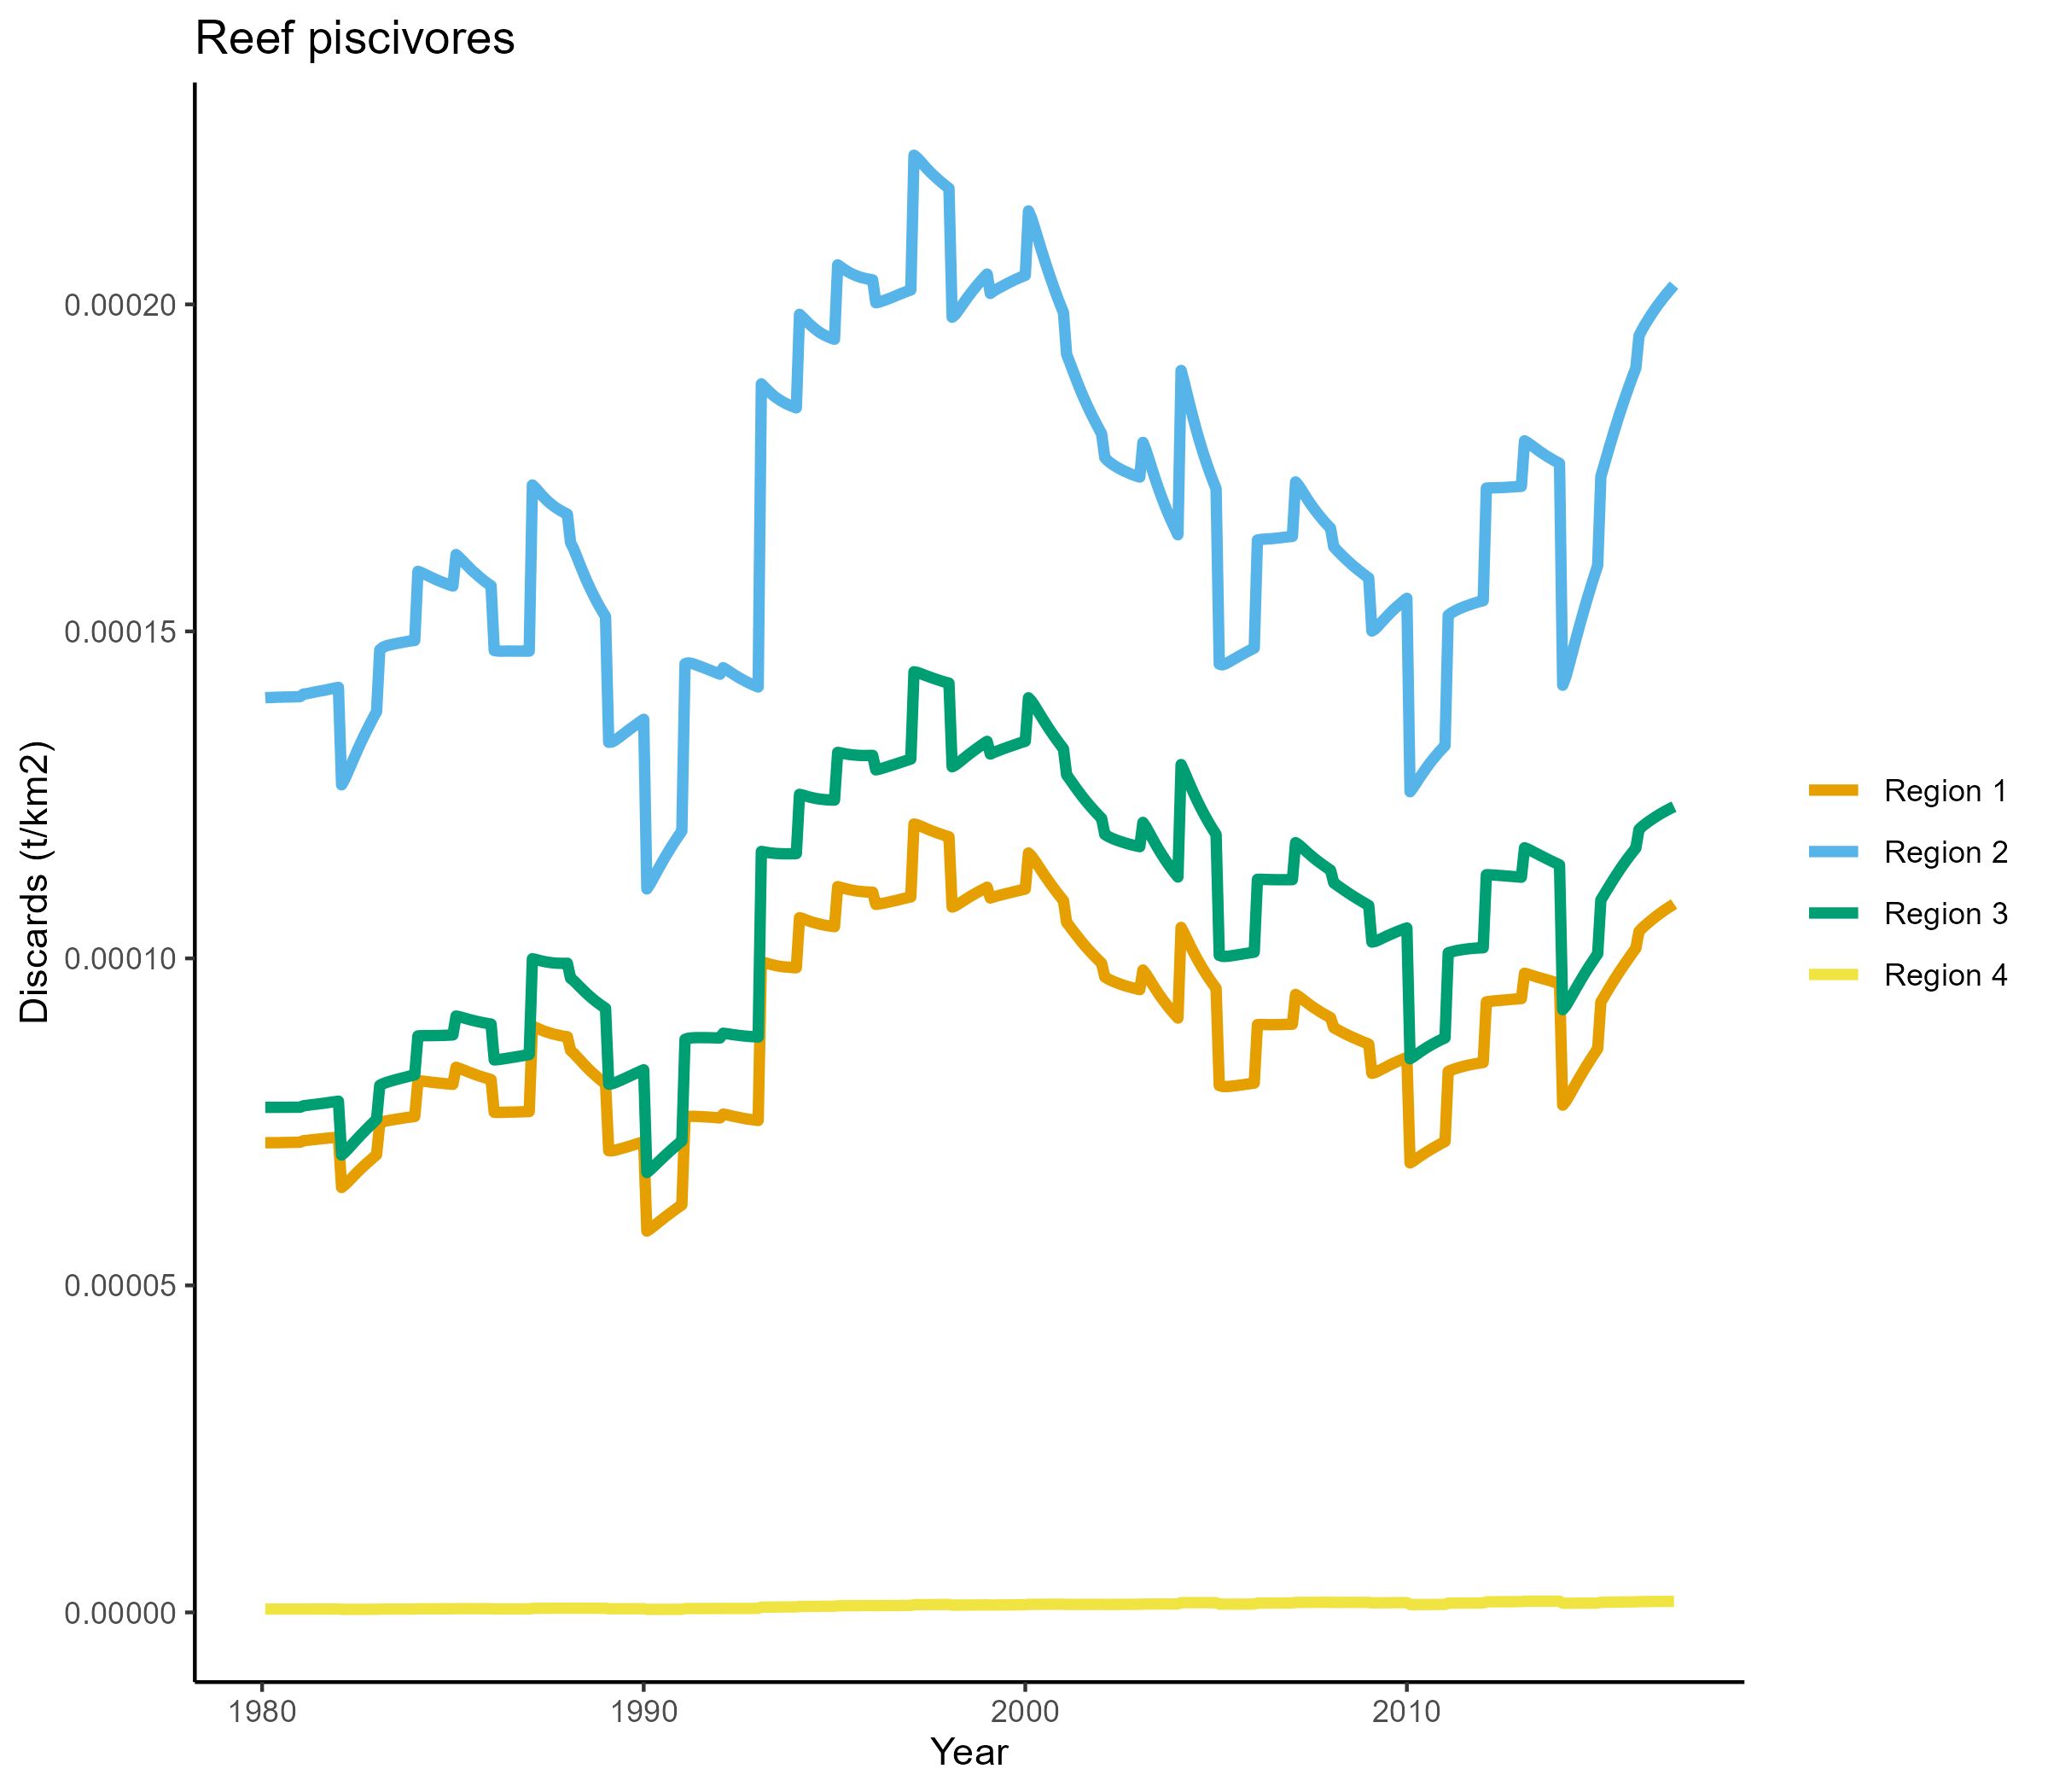 Reef piscivores
Discards (t/km2)
0.00020
0.00015
0.00010
0.00005
0.00000
1980 1990 2000 2010
Year
Region 1
Region 2
Region 3
Region 4